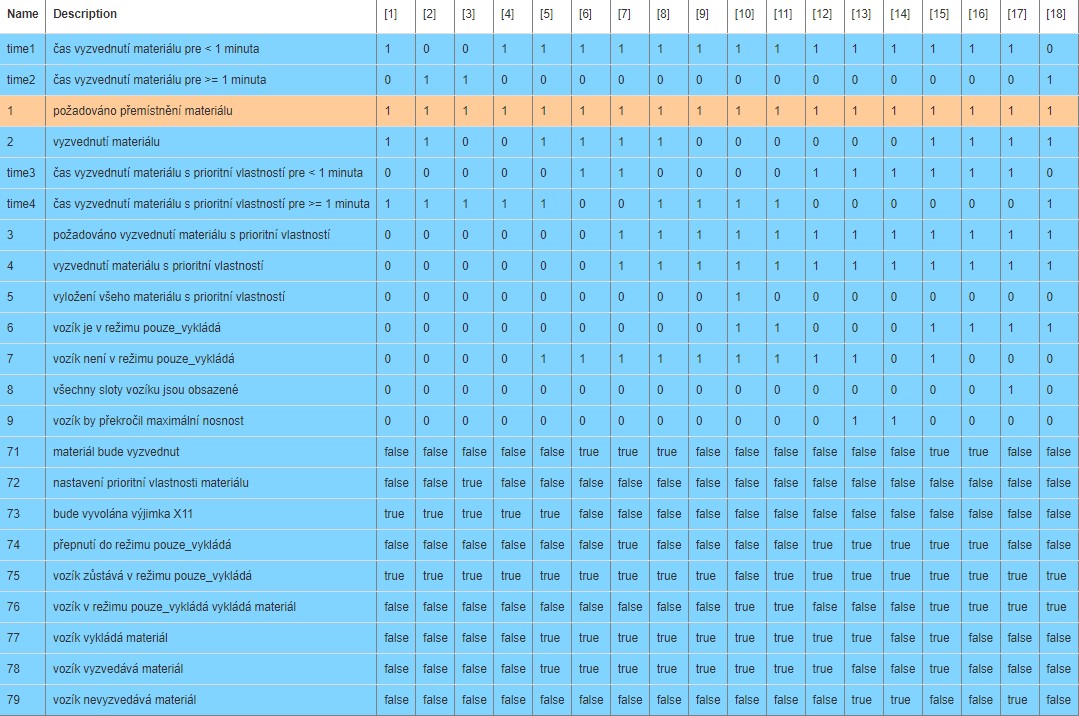 Name Description [1] [2] [3] [4] [5] [6] [7] [8] [9] [10] [11] [12] [13] [14] [15] [16] [17] [18]
time1 čas vyzvednutí materiálu pre < 1 minuta 1 0 0 1 1 1 1 1 1 1 1 1 1 1 1 1 1 0
time2 čas vyzvednutí materiálu pre >= 1 minuta 0 1 1 0 0 0 0 0 0 0 0 0 0 0 0 0 0 1
1 požadováno přemístnění materiálu 1 1 1 1 1 1 1 1 1 1 1 1 1 1 1 1 1 1
2 vyzvednutí materiálu 1 1 0 0 1 1 1 1 0 0 0 0 0 0 1 1 1 1
time3 čas vyzvednutí materiálu s prioritní vlastností pre < 1 minuta 0 0 0 0 0 1 1 0 0 0 0 1 1 1 1 1 1 0
time4 čas vyzvednutí materiálu s prioritní vlastností pre >= 1 minuta 1 1 1 1 1 0 0 1 1 1 1 0 0 0 0 0 0 1
3 požadováno vyzvednutí materiálu s prioritní vlastností 0 0 0 0 0 0 1 1 1 1 1 1 1 1 1 1 1 1
4 vyzvednutí materiálu s prioritní vlastností 0 0 0 0 0 0 1 1 1 1 1 1 1 1 1 1 1 1
5 vyložení všeho materiálu s prioritní vlastností 0 0 0 0 0 0 0 0 0 1 0 0 0 0 0 0 0 0
6 vozík je v režimu pouze_vykládá 0 0 0 0 0 0 0 0 0 1 1 0 0 0 1 1 1 1
7 vozík není v režimu pouze_vykládá 0 0 0 0 1 1 1 1 1 1 1 1 1 0 1 0 0 0
8 všechny sloty vozíku jsou obsazené 0 0 0 0 0 0 0 0 0 0 0 0 0 0 0 0 1 0
9 vozík by překročil maximální nosnost 0 0 0 0 0 0 0 0 0 0 0 0 1 1 0 0 0 0
71 materiál bude vyzvednut false false false false false true true true false false false false false false true true false false
72 nastavení prioritní vlastnosti materiálu false false true false false false false false false false false false false false false false false false
73 bude vyvolána výjimka X11 true true true true true false false false false false false false false false false false false false
74 přepnutí do režimu pouze_vykládá false false false false false false true false false false false true true true true true false false
75 vozík zůstává v režimu pouze_vykládá true true true true true true true true true false true true true true true true true true
76 vozík v režimu pouze_vykládá vykládá materiál false false false false false false false false false true true false false false true true true true
77 vozík vykládá materiál false false false false true true true true true true true true true false true false false false
78 vozík vyzvedává materiál false false false false true true true true true true true true false false true false false false
79 vozík nevyzvedává materiál false false false false false false false false false false false false true true false false true false